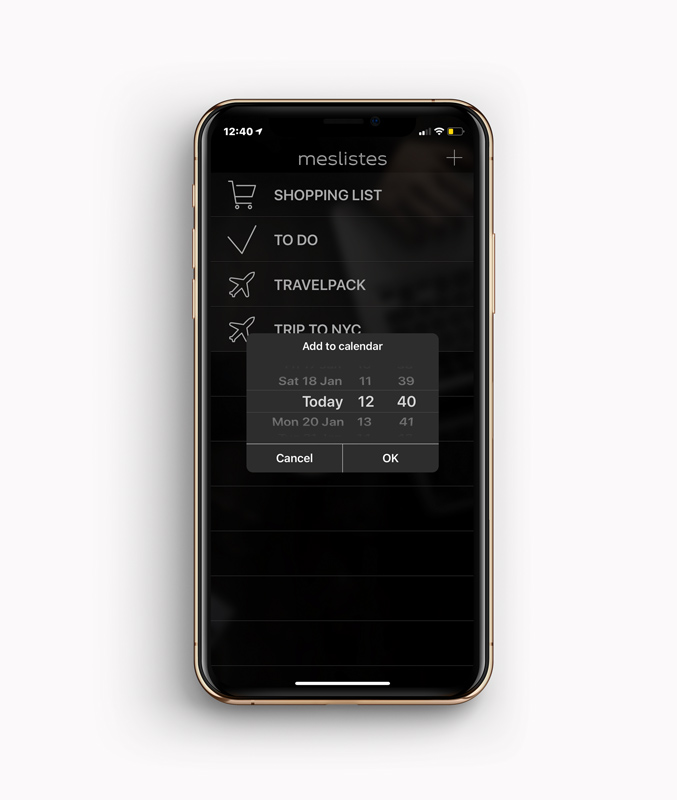 12:40
meslistes
SHOPPING LIST
TO DO
TRAVELPACK
TRIP TO NYC
Add to calendar
Sat 18 Jan 11 39
Today 12 40
Mon 20 Jan 13 41
Cancel OK